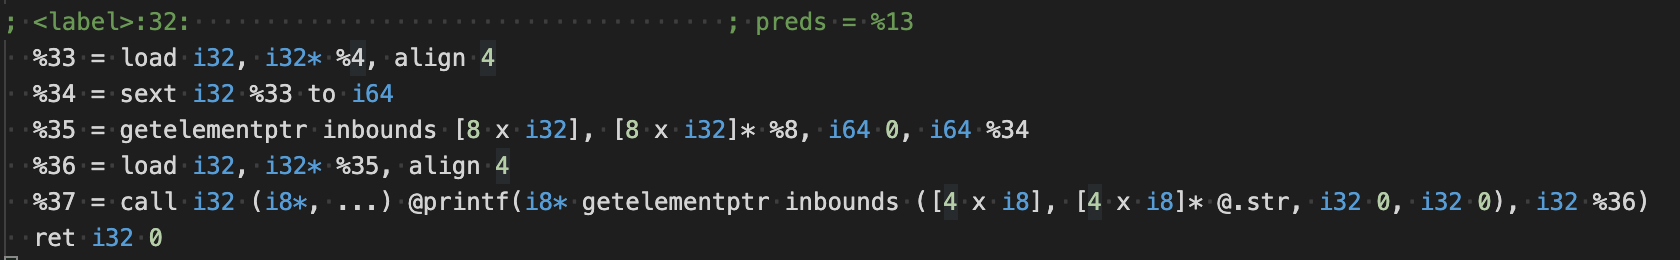 ; <label>:32:                                     ; preds = %13
  %33 = load i32, i32* %4, align 4
  %34 = sext i32 %33 to i64
  %35 = getelementptr inbounds [8 x i32], [8 x i32]* %8, i64 0, i64 %34
  %36 = load i32, i32* %35, align 4
  %37 = call i32 (i8*, ...) @printf(i8* getelementptr inbounds ([4 x i8], [4 x i8]* @.str, i32 0, i32 0), i32 %36)
  ret i32 0